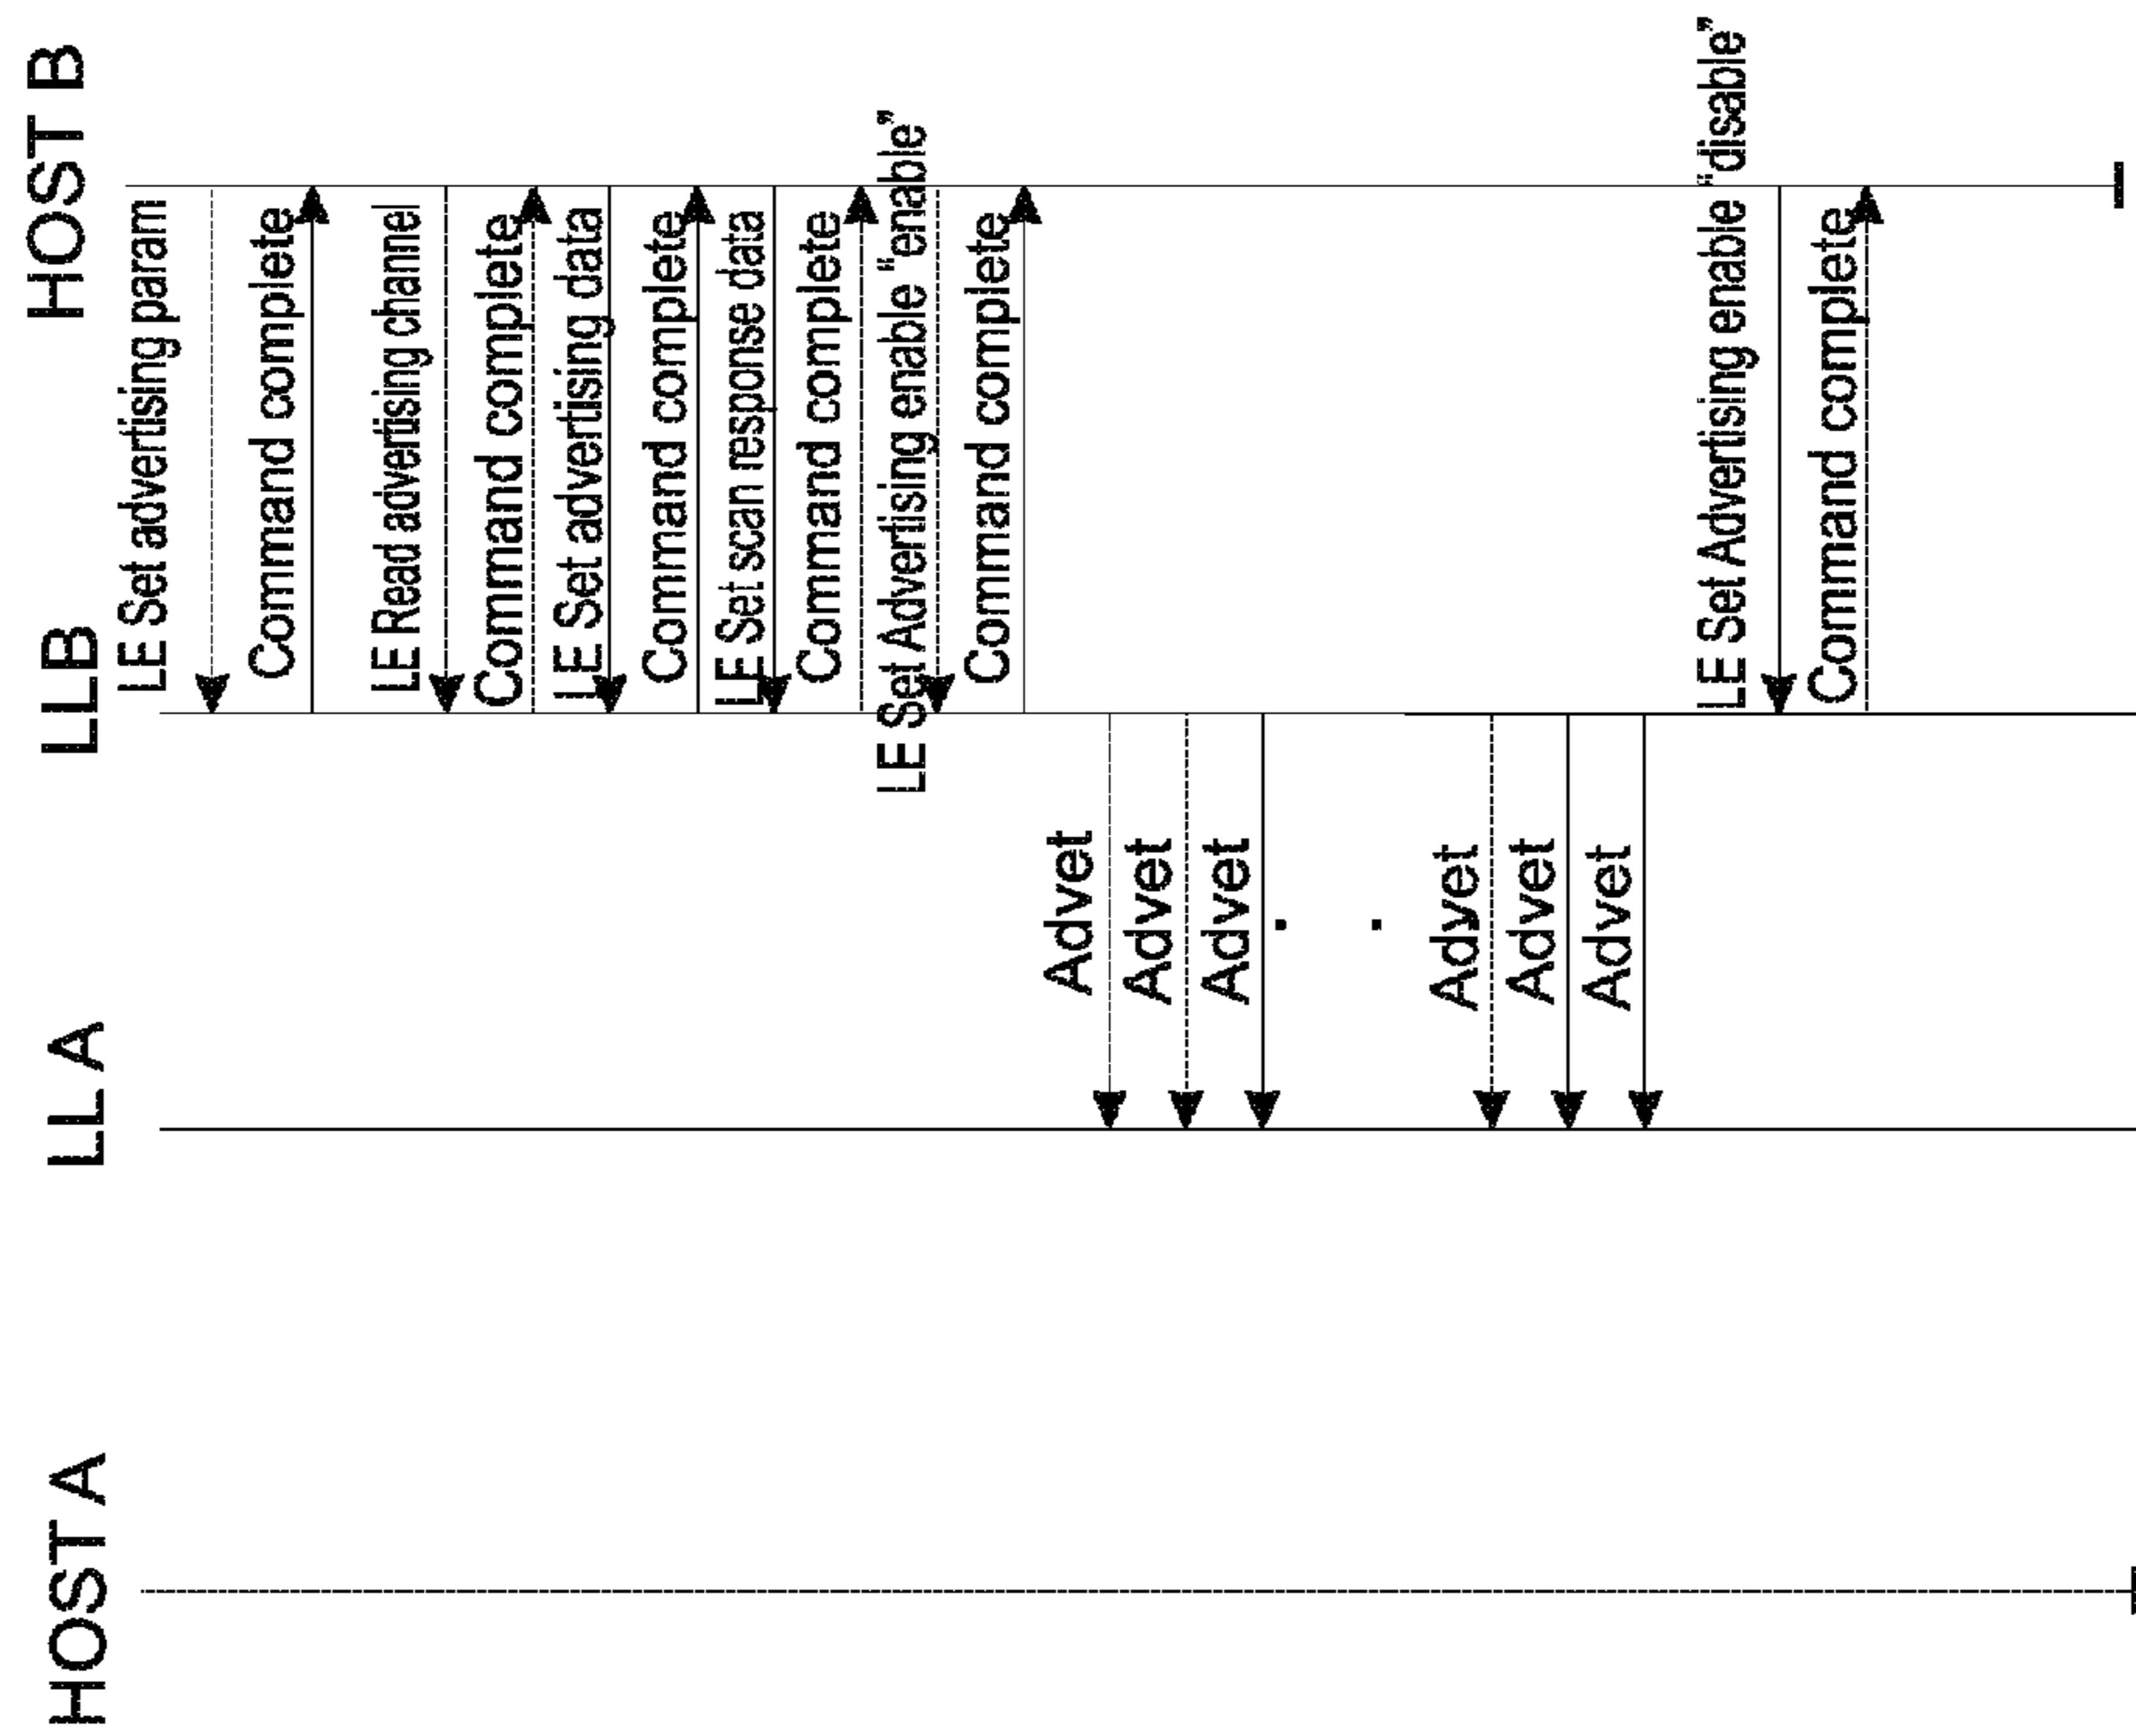 HOST A
LL A
LLB
HOST B
LE Set advertising param
Command complete
LE Read advertising channel
Command complete
LE Set advertising data
Command complete
LE Set scan response data
Command complete
LE Set Advertising enable “enable”
Command complete
Advet
Advet
Advet
.
.
Advet
Advet
Advet
LE Set Advertising enable “disable”
Command complete